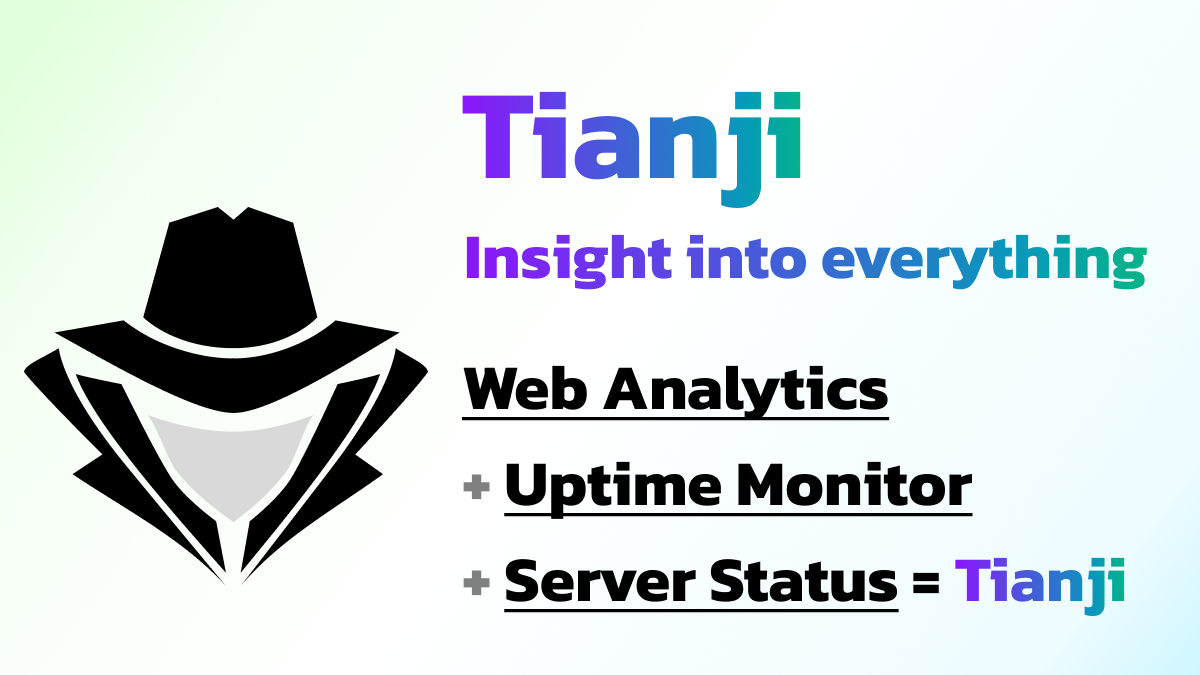 Tianji
Insight into everything
Web Analytics
+ Uptime Monitor
+ Server Status = Tianji